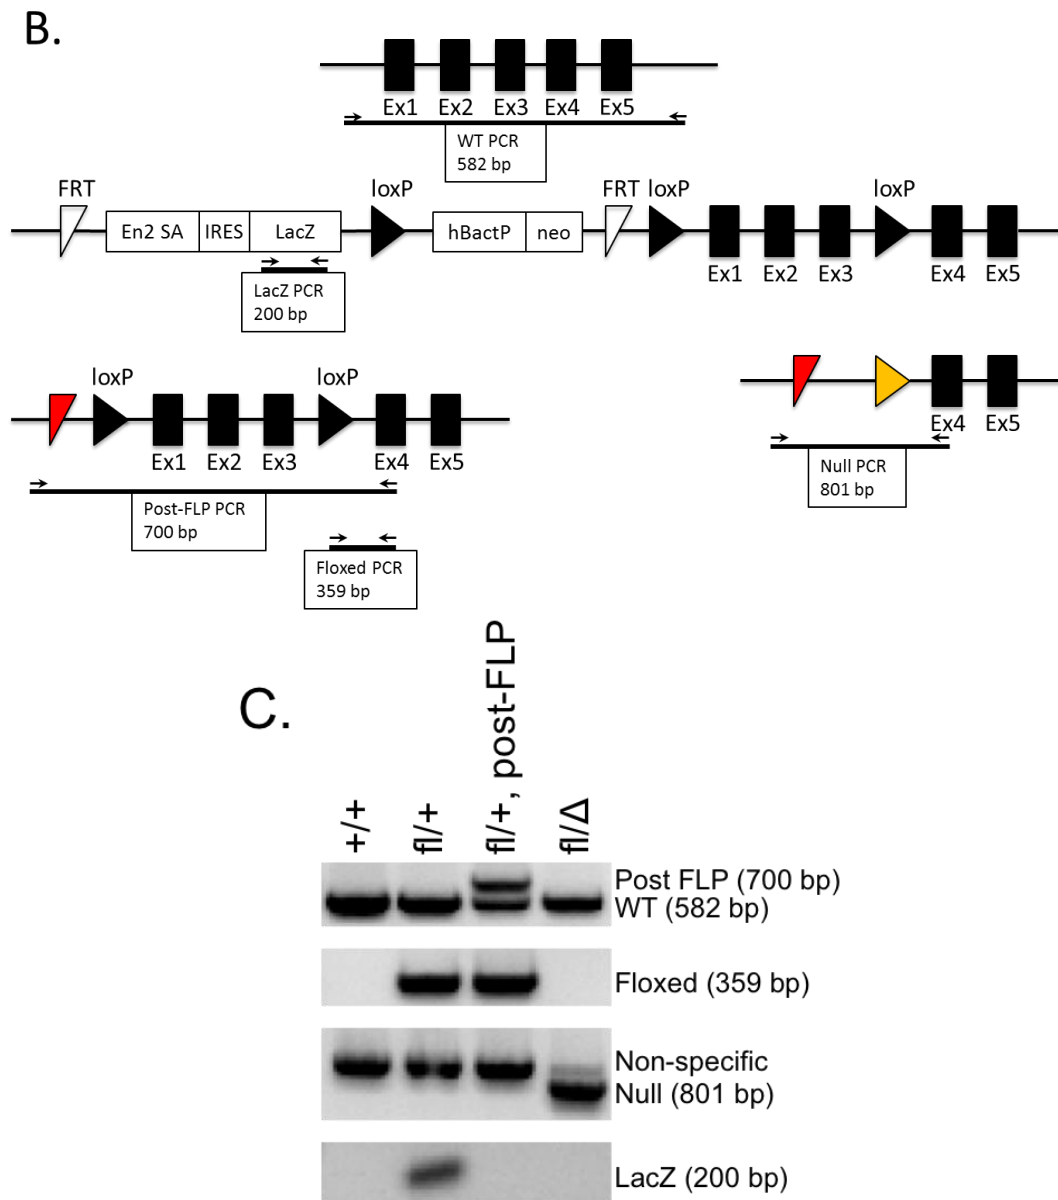 B.
Ex1 Ex2 Ex3 Ex4 Ex5
WT PCR
582 bp
FRT loxP FRT loxP loxP
En2 SA IRES LacZ hBactP neo
Ex1 Ex2 Ex3 Ex4 Ex5
LacZ PCR
200 bp
loxP loxP
Ex1 Ex2 Ex3 Ex4 Ex5
Post-FLP PCR
700 bp
Floxed PCR
359 bp
Ex4 Ex5
Null PCR
801 bp
C.
+/+ fl/+ fl/+, post-FLP fl/Δ
Post FLP (700 bp)
WT (582 bp)
Floxed (359 bp)
Non-specific
Null (801 bp)
LacZ (200 bp)